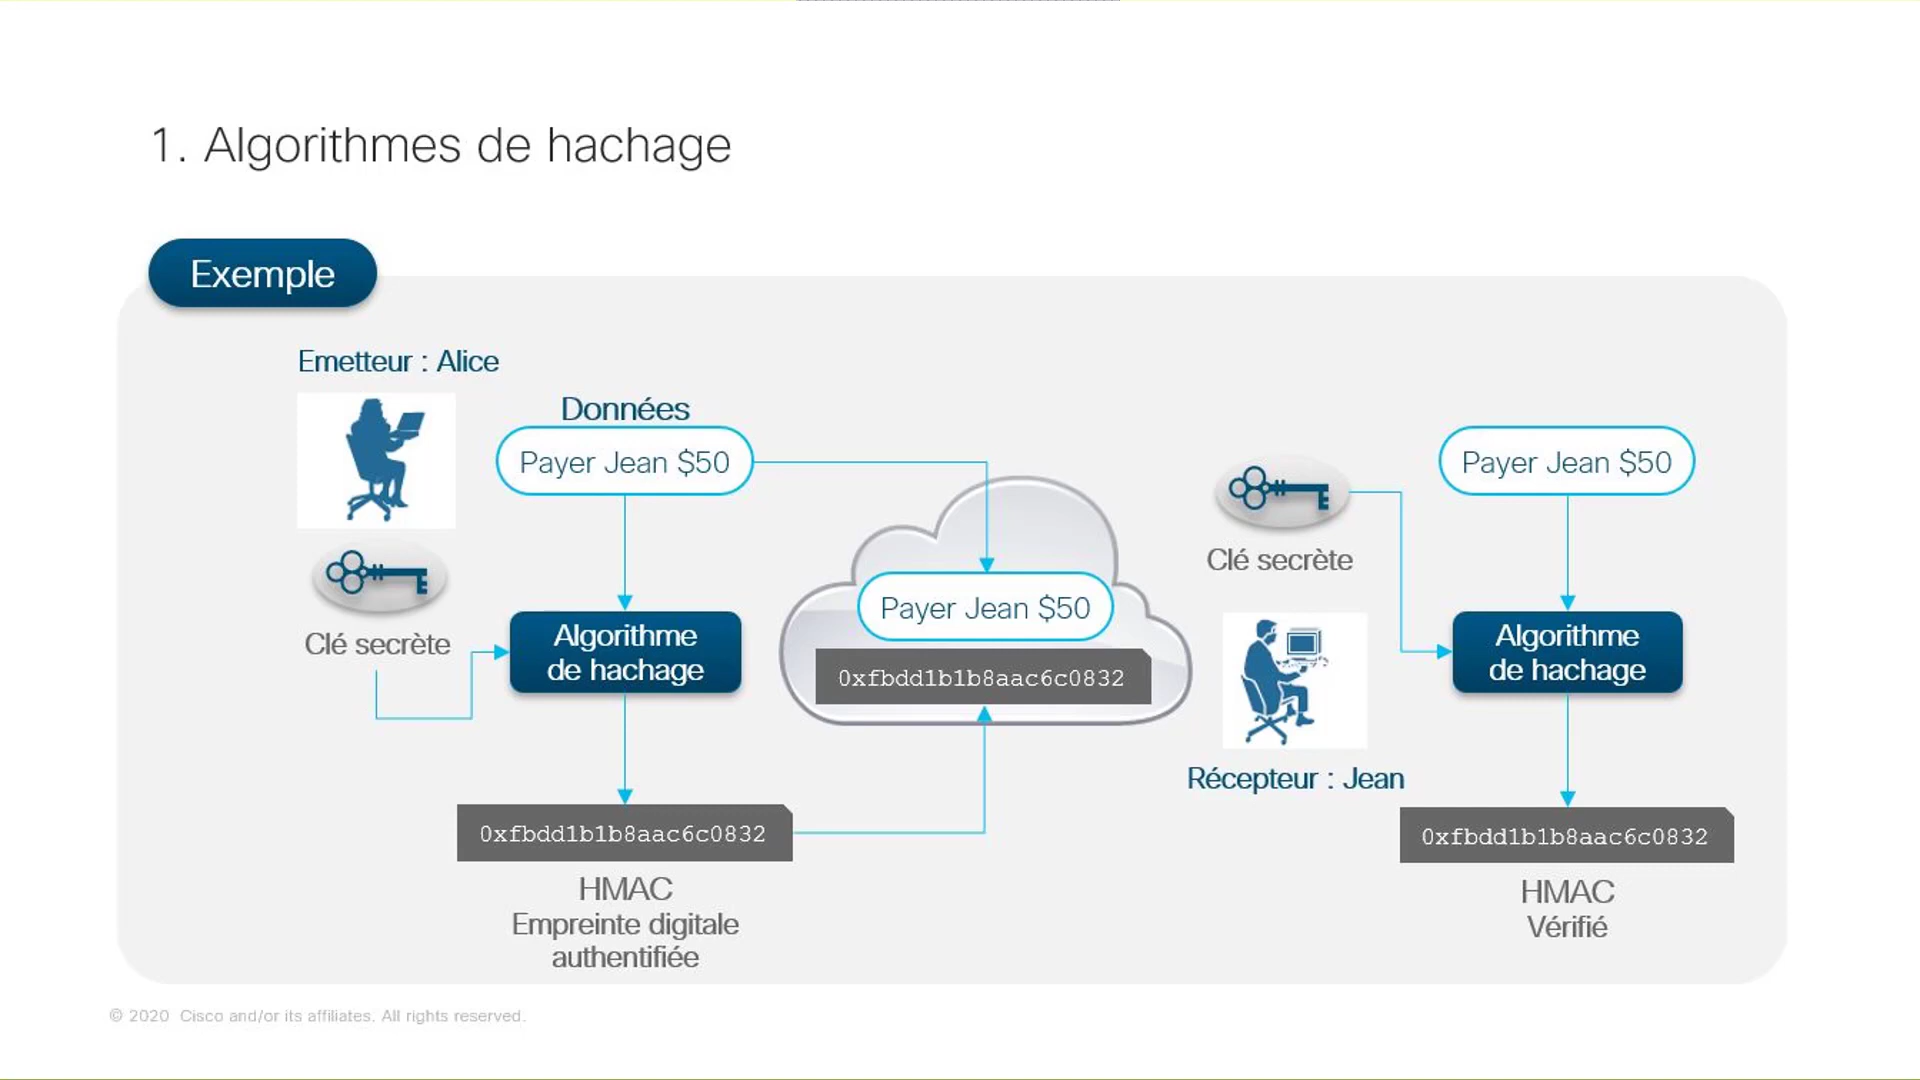 1. Algorithmes de hachage
Exemple
Emetteur : Alice
Données
Payer Jean $50
Clé secrète
Algorithme
de hachage
0xfbdd1b1b8aac6c0832
HMAC
Empreinte digitale
authentifiée
Payer Jean $50
0xfbdd1b1b8aac6c0832
Clé secrète
Récepteur : Jean
Payer Jean $50
Algorithme
de hachage
0xfbdd1b1b8aac6c0832
HMAC
Vérifié
© 2020 Cisco and/or its affiliates. All rights reserved.